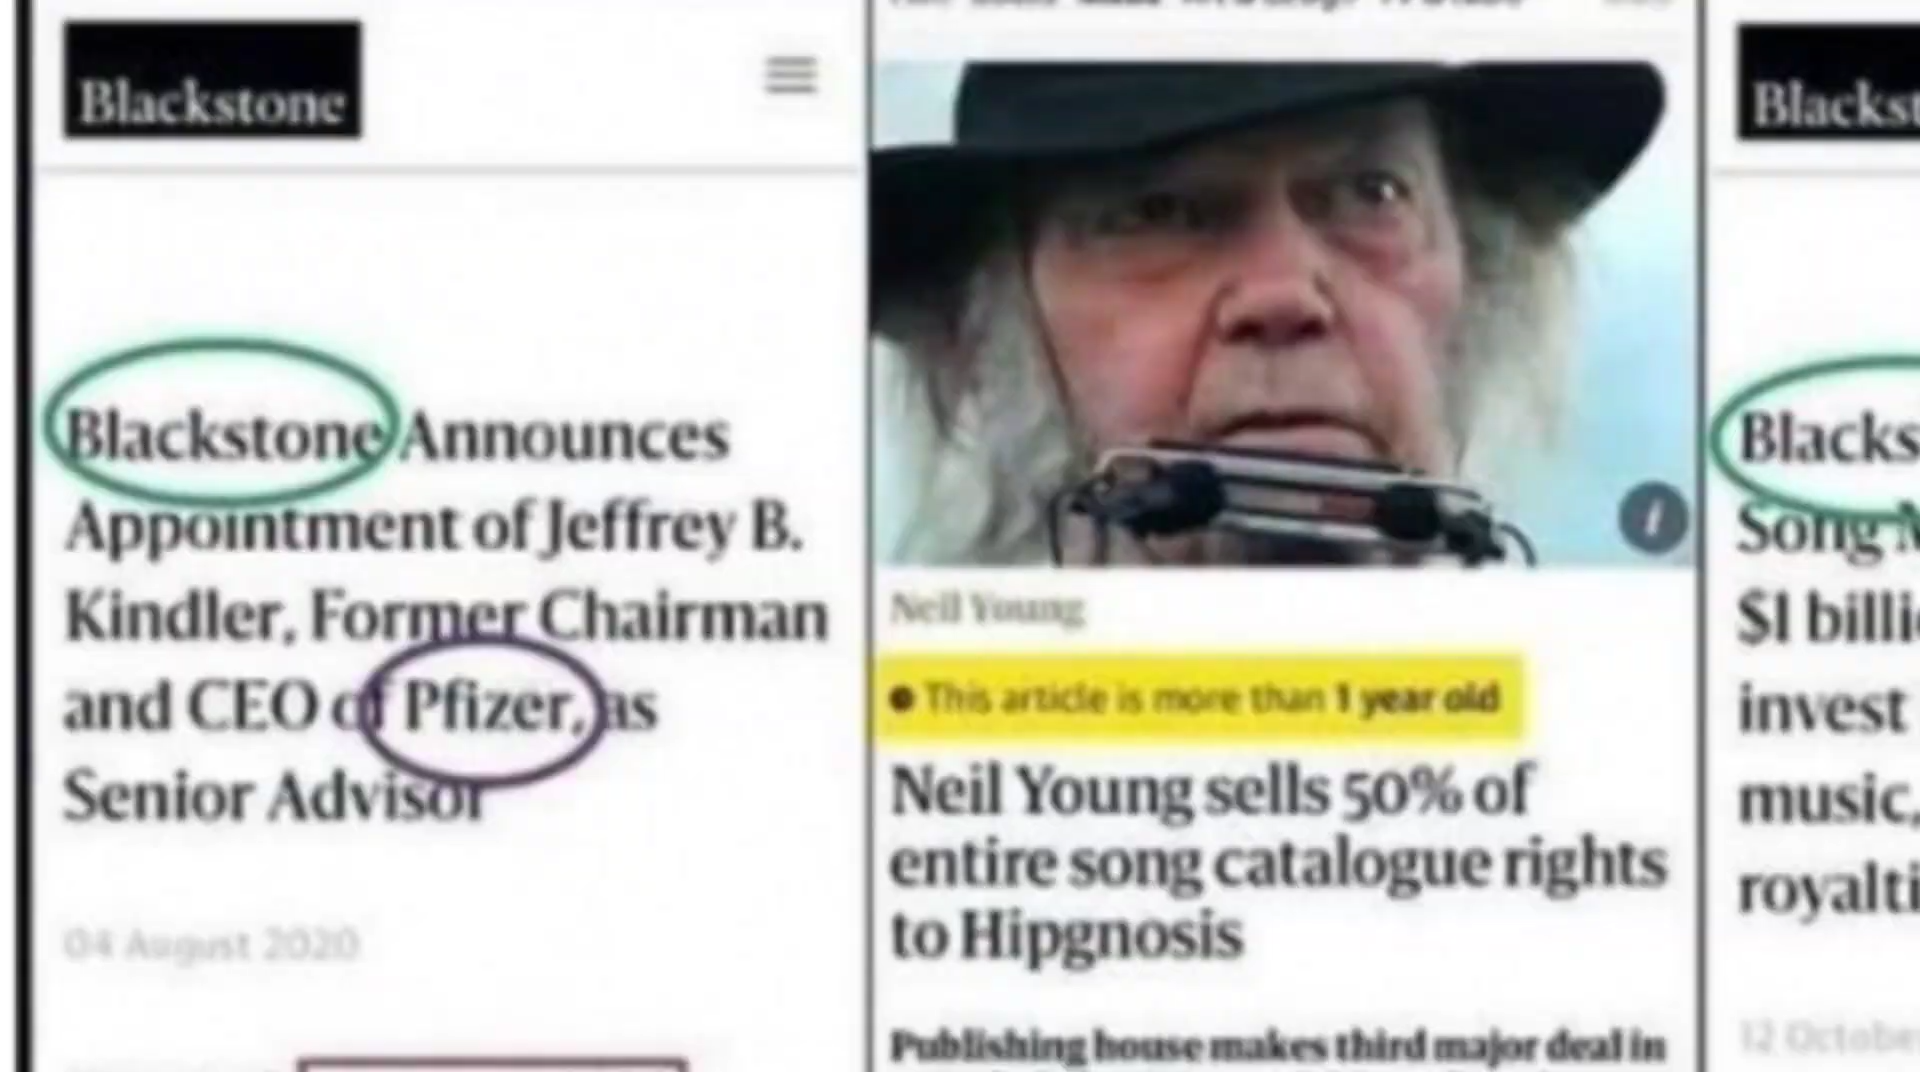 Blackstone
Blackstone Announces
Appointment of Jeffrey B.
Kindler, Former Chairman
and CEO of Pfizer, as
Senior Advisor
04 August 2020
Neil Young
This article is more than 1 year old
Neil Young sells 50% of
entire song catalogue rights
to Hipgnosis
Publishing house makes third major deal in
Blackst
Blacks
Song
$1 billi
invest
music,
royalti
12 October